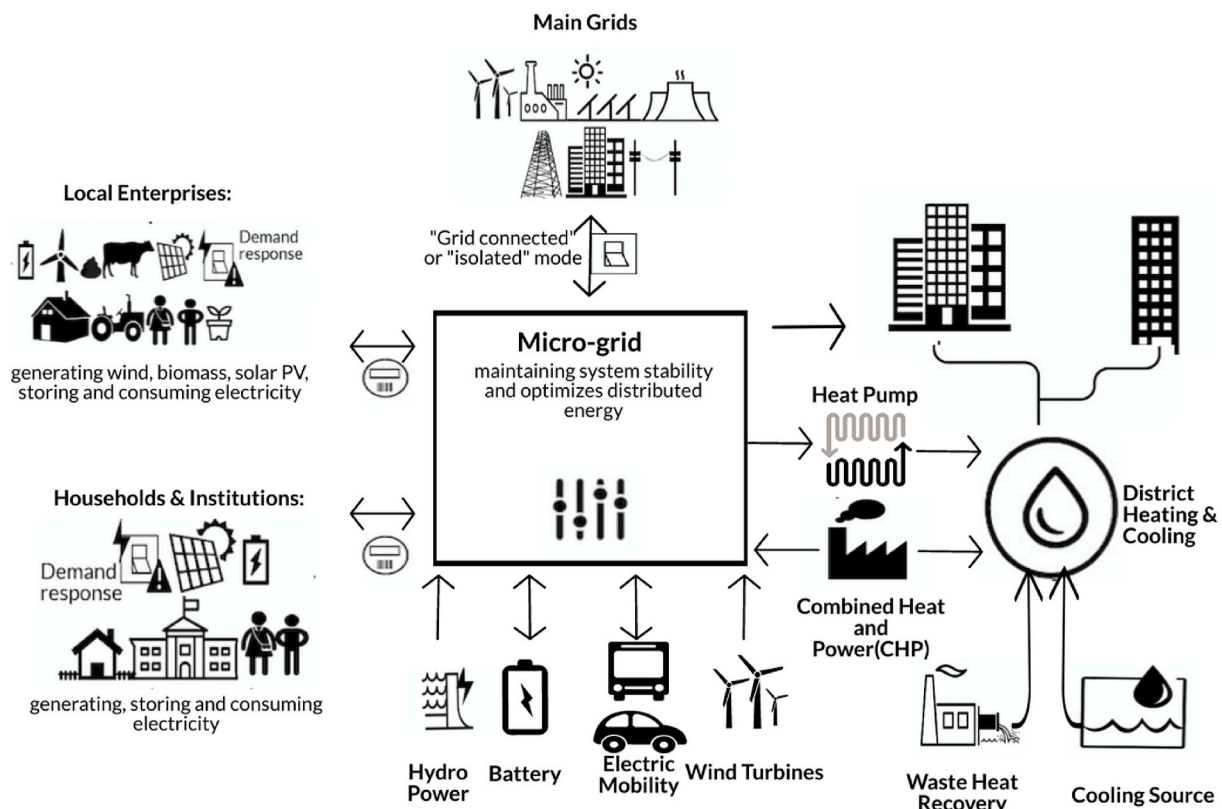 Main Grids
Local Enterprises:
Demand
response
"Grid connected"
or "isolated" mode
generating wind, biomass, solar PV,
storing and consuming electricity
Micro-grid
maintaining system stability
and optimizes distributed
energy
Heat Pump
Households & Institutions:
Demand
response
generating, storing and consuming
electricity
District
Heating &
Cooling
Combined Heat
and
Power(CHP)
Hydro
Power
Battery
Electric
Mobility
Wind Turbines
Waste Heat
Recovery
Cooling Source